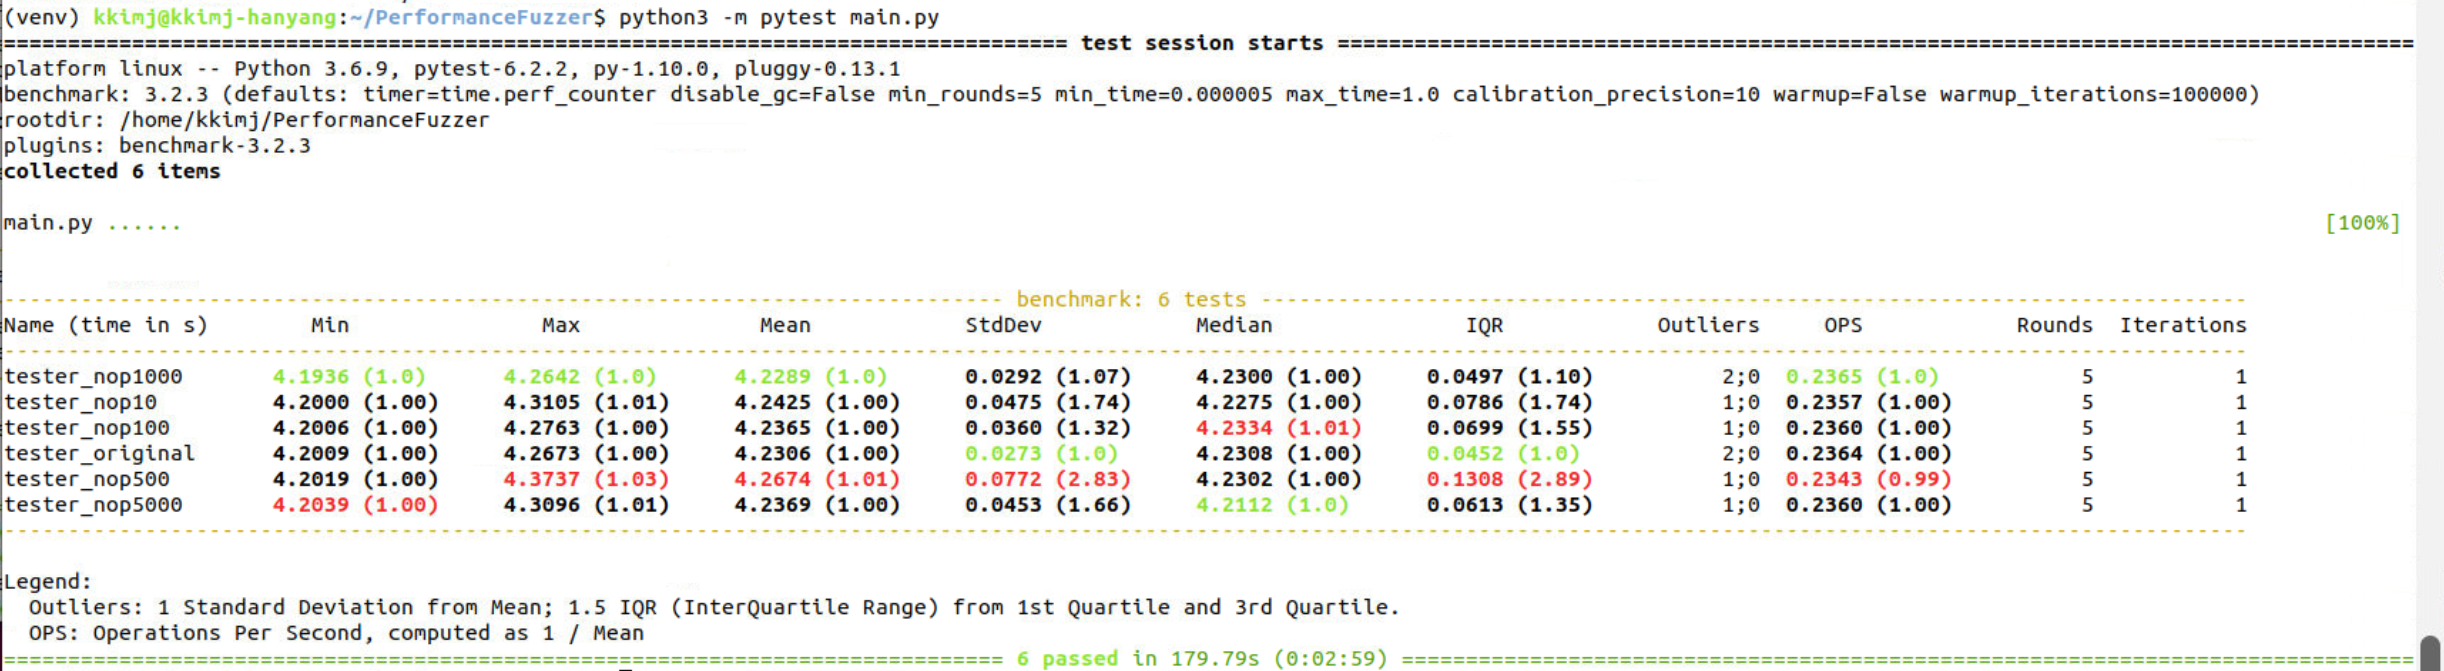 (venv) kkimj@kkimj-hanyang:~/PerformanceFuzzer$ python3 -m pytest main.py
=================================================================================== test session starts ====================================================================================
platform linux -- Python 3.6.9, pytest-6.2.2, py-1.10.0, pluggy-0.13.1
benchmark: 3.2.3 (defaults: timer=time.perf_counter disable_gc=False min_rounds=5 min_time=0.000005 max_time=1.0 calibration_precision=10 warmup=False warmup_iterations=100000)
rootdir: /home/kkimj/PerformanceFuzzer
plugins: benchmark-3.2.3
collected 6 items
main.py ...... [100%]
------------------------------------------------------------------------------ benchmark: 6 tests -----------------------------------------------------------------------------
Name (time in s) Min Max Mean StdDev Median IQR Outliers OPS Rounds Iterations
-------------------------------------------------------------------------------------------------------------------------------------------------------------------------------
tester_nop1000 4.1936 (1.0) 4.2642 (1.0) 4.2289 (1.0) 0.0292 (1.07) 4.2300 (1.00) 0.0497 (1.10) 2;0 0.2365 (1.0) 5 1
tester_nop10 4.2000 (1.00) 4.3105 (1.01) 4.2425 (1.00) 0.0475 (1.74) 4.2275 (1.00) 0.0786 (1.74) 1;0 0.2357 (1.00) 5 1
tester_nop100 4.2006 (1.00) 4.2763 (1.00) 4.2365 (1.00) 0.0360 (1.32) 4.2334 (1.01) 0.0699 (1.55) 1;0 0.2360 (1.00) 5 1
tester_original 4.2009 (1.00) 4.2673 (1.00) 4.2306 (1.00) 0.0273 (1.0) 4.2308 (1.00) 0.0452 (1.0) 2;0 0.2364 (1.00) 5 1
tester_nop500 4.2019 (1.00) 4.3737 (1.03) 4.2674 (1.01) 0.0772 (2.83) 4.2302 (1.00) 0.1308 (2.89) 1;0 0.2343 (0.99) 5 1
tester_nop5000 4.2039 (1.00) 4.3096 (1.01) 4.2369 (1.00) 0.0453 (1.66) 4.2112 (1.0) 0.0613 (1.35) 1;0 0.2360 (1.00) 5 1
-------------------------------------------------------------------------------------------------------------------------------------------------------------------------------
Legend:
Outliers: 1 Standard Deviation from Mean; 1.5 IQR (InterQuartile Range) from 1st Quartile and 3rd Quartile.
OPS: Operations Per Second, computed as 1 / Mean
============================================================================== 6 passed in 179.79s (0:02:59) ===============================================================================